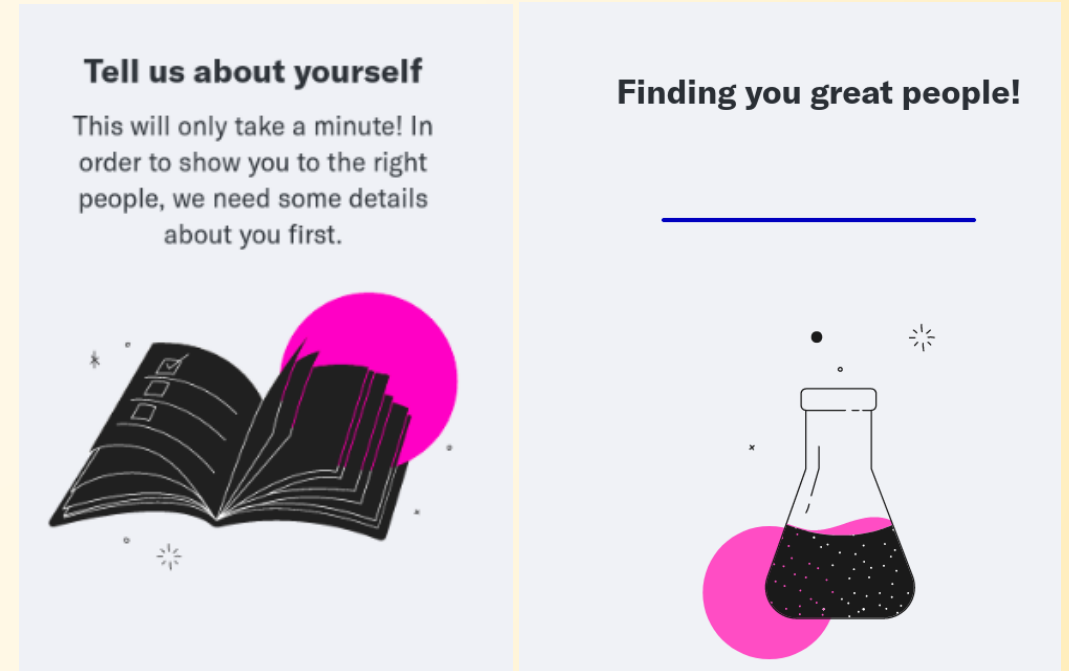 Tell us about yourself
This will only take a minute! In
order to show you to the right
people, we need some details
about you first.
Finding you great people!